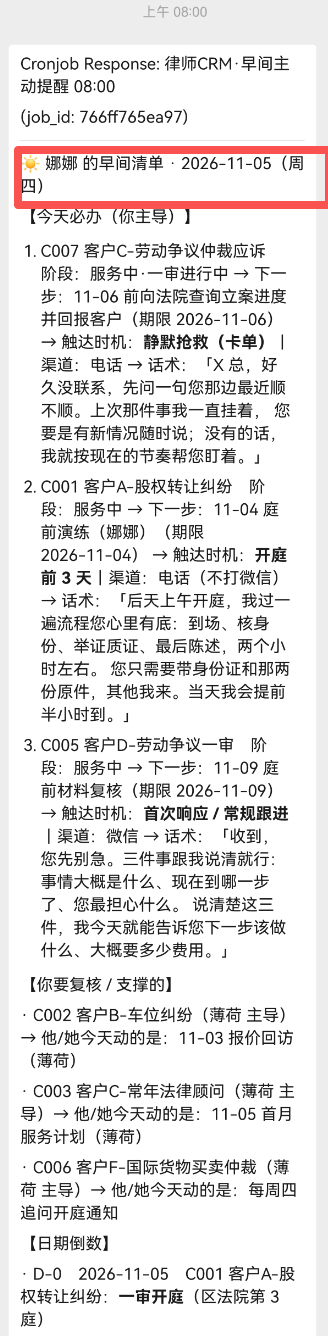 上午 08:00
Cronjob Response: 律师CRM·早间主
动提醒 08:00
(job_id: 766ff765ea97)
☀️ 娜娜 的早间清单 · 2026-11-05（周
四）
【今天必办（你主导）】
1. C007 客户C-劳动争议仲裁应诉
阶段：服务中·一审进行中 → 下一
步：11-06 前向法院查询立案进度
并回报客户（期限 2026-11-06）
→ 触达时机：静默抢救（卡单）｜
渠道：电话 → 话术：「X 总，好
久没联系，先问一句您那边最近顺
不顺。上次那件事我一直挂着， 您
要是有新情况随时说；没有的话，
我就按现在的节奏帮您盯着。」
2. C001 客户A-股权转让纠纷 阶
段：服务中 → 下一步：11-04 庭
前演练（娜娜）（期限
2026-11-04） → 触达时机：开庭
前 3 天｜渠道：电话（不打微信）
→ 话术：「后天上午开庭，我过一
遍流程您心里有底：到场、核身
份、举证质证、最后陈述，两个小
时左右。 您只需要带身份证和那两
份原件，其他我来。当天我会提前
半小时到。」
3. C005 客户D-劳动争议一审 阶
段：服务中 → 下一步：11-09 庭
前材料复核（期限 2026-11-09）
→ 触达时机：首次响应 / 常规跟进
｜渠道：微信 → 话术：「收到，
您先别急。三件事跟我说清就行：
事情大概是什么、现在到哪一步
了、您最担心什么。 说清楚这三
件，我今天就能告诉您下一步该做
什么、大概要多少费用。」
【你要复核 / 支撑的】
· C002 客户B-车位纠纷（薄荷 主导）
→ 他/她今天动的是：11-03 报价回访
（薄荷）
· C003 客户C-常年法律顾问（薄荷 主
导）→ 他/她今天动的是：11-05 首月
服务计划（薄荷）
· C006 客户F-国际货物买卖仲裁（薄
荷 主导）→ 他/她今天动的是：每周四
追问开庭通知
【日期倒数】
· D-0 2026-11-05 C001 客户A-股
权转让纠纷：一审开庭（区法院第 3
庭）